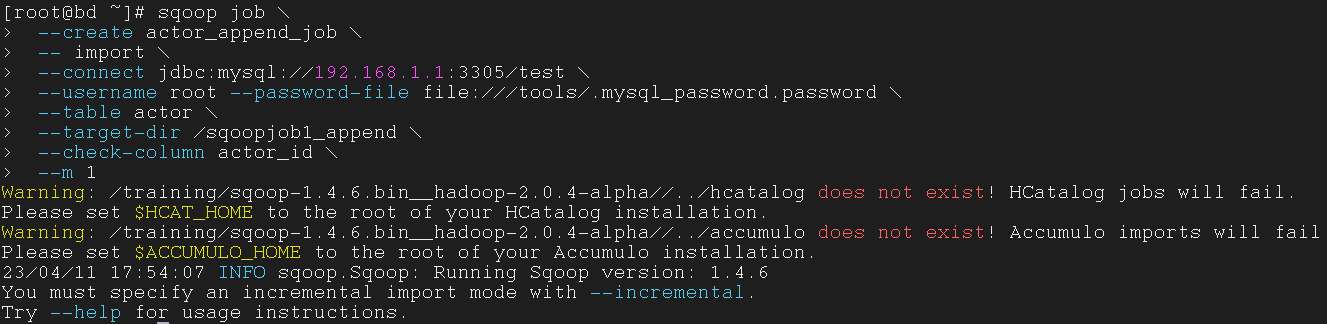 [root@bd ~]# sqoop job \
>  --create actor_append_job \
>  -- import \
>  --connect jdbc:mysql://192.168.1.1:3305/test \
>  --username root --password-file file:///tools/.mysql_password.password \
>  --table actor \
>  --target-dir /sqoopjob1_append \
>  --check-column actor_id \
>  --m 1
Warning: /training/sqoop-1.4.6.bin__hadoop-2.0.4-alpha//../hcatalog does not exist! HCatalog jobs will fail.
Please set $HCAT_HOME to the root of your HCatalog installation.
Warning: /training/sqoop-1.4.6.bin__hadoop-2.0.4-alpha//../accumulo does not exist! Accumulo imports will fail
Please set $ACCUMULO_HOME to the root of your Accumulo installation.
23/04/11 17:54:07 INFO sqoop.Sqoop: Running Sqoop version: 1.4.6
You must specify an incremental import mode with --incremental.
Try --help for usage instructions.